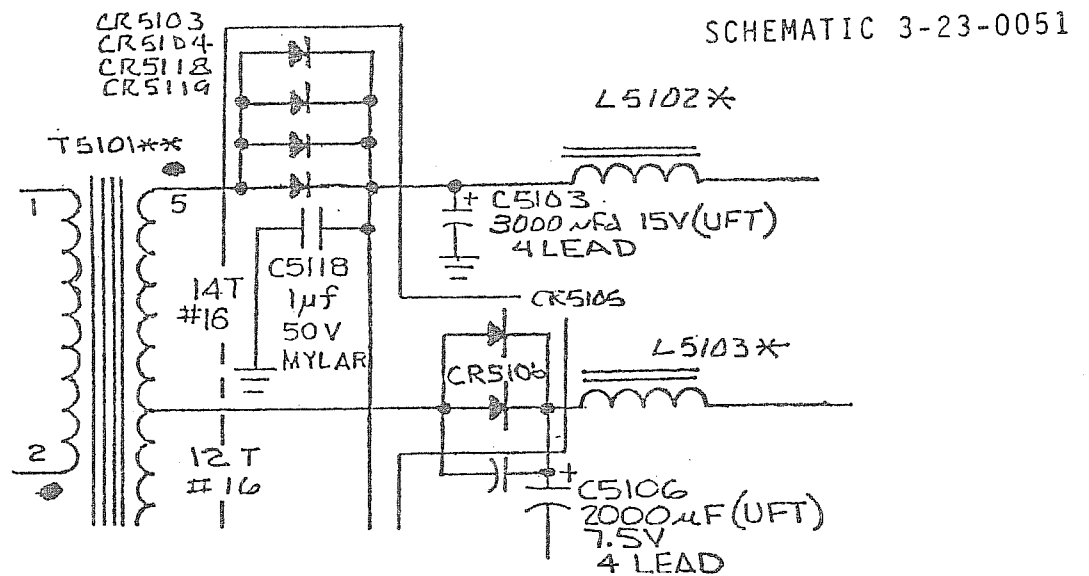 CR5103
CR5104
CR5118
CR5119
SCHEMATIC 3-23-0051
L5102*
T5101**
1
5
C5103
+
3000 µFd 15V(UFT)
4 LEAD
C5118
1µf
50V
MYLAR
14T
#16
CR5105
L5103*
CR5106
2
12T
#16
+
C5106
2000µF(UFT)
7.5V
4 LEAD